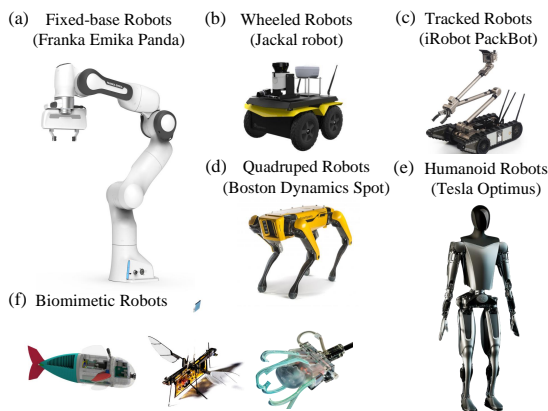 (a) Fixed-base Robots
(Franka Emika Panda)
(b) Wheeled Robots
(Jackal robot)
(c) Tracked Robots
(iRobot PackBot)
(d) Quadruped Robots
(Boston Dynamics Spot)
(e) Humanoid Robots
(Tesla Optimus)
(f) Biomimetic Robots